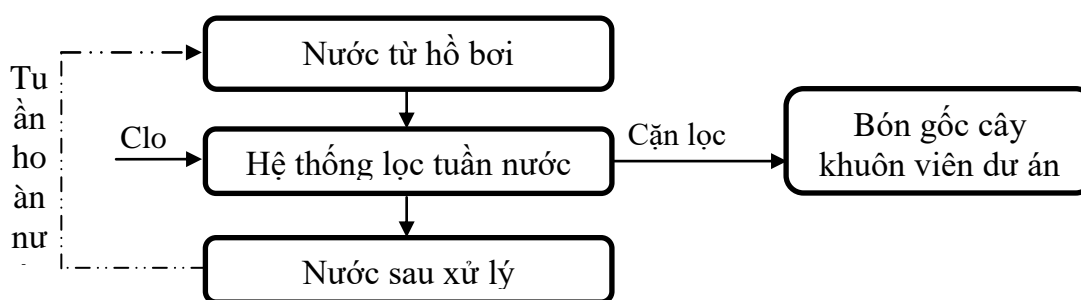 Nước từ hồ bơi
Tu
ần
ho
àn
nư
Clo
Hệ thống lọc tuần nước
Cặn lọc
Bón gốc cây
khuôn viên dư án
Nước sau xử lý